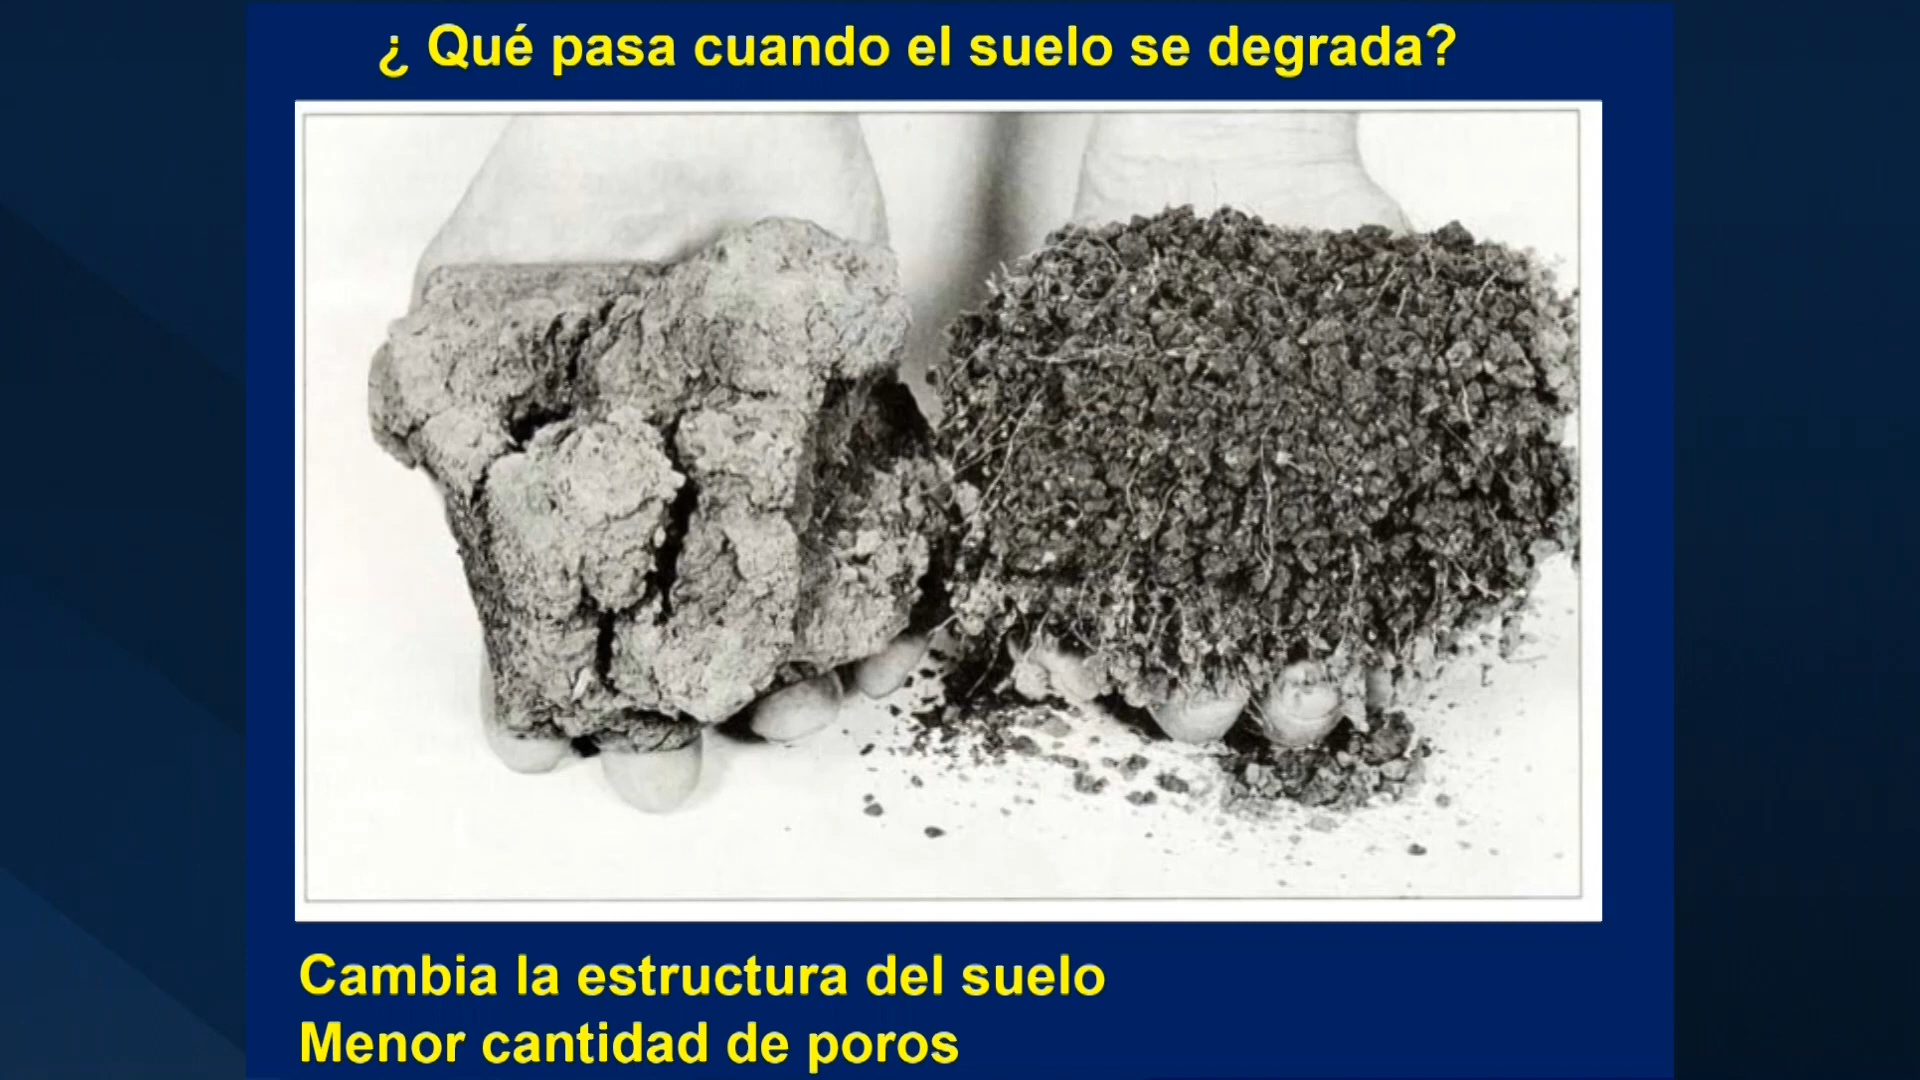 ¿ Qué pasa cuando el suelo se degrada?
Cambia la estructura del suelo
Menor cantidad de poros